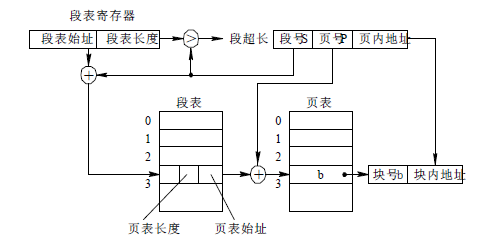 段表寄存器
段表始址 段表长度 > 段超长 段号S 页号P 页内地址
+
段表 页表
0 0
1 1
2 2
+ b 块号b 块内地址
3 3
页表长度 页表始址